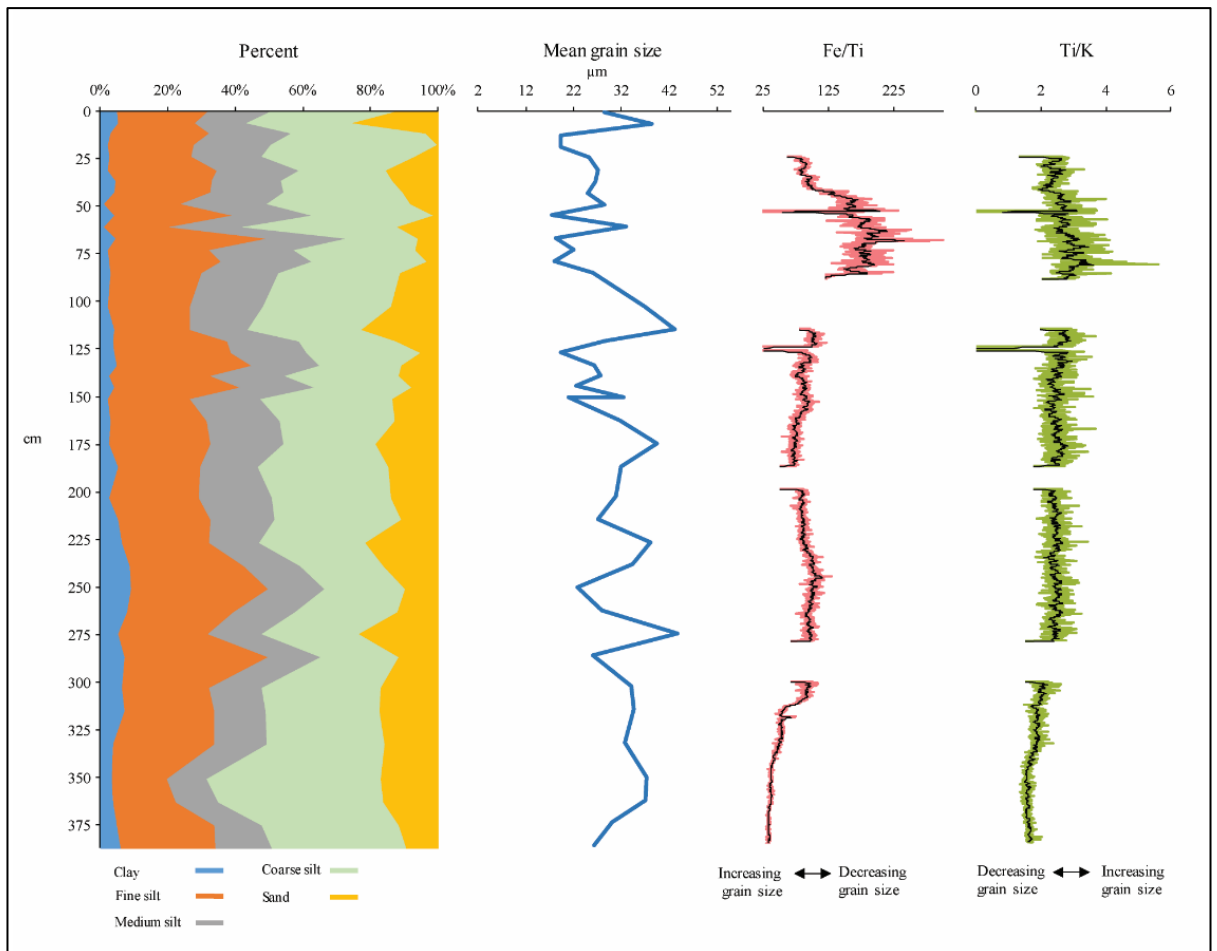 Percent
Mean grain size
µm
Fe/Ti
Ti/K
0% 20% 40% 60% 80% 100%
2 12 22 32 42 52
25 125 225
0 2 4 6
0
25
50
75
100
125
150
175
200
225
250
275
300
325
350
375
cm
Clay
Fine silt
Medium silt
Coarse silt
Sand
Increasing
grain size
Decreasing
grain size
Decreasing
grain size
Increasing
grain size